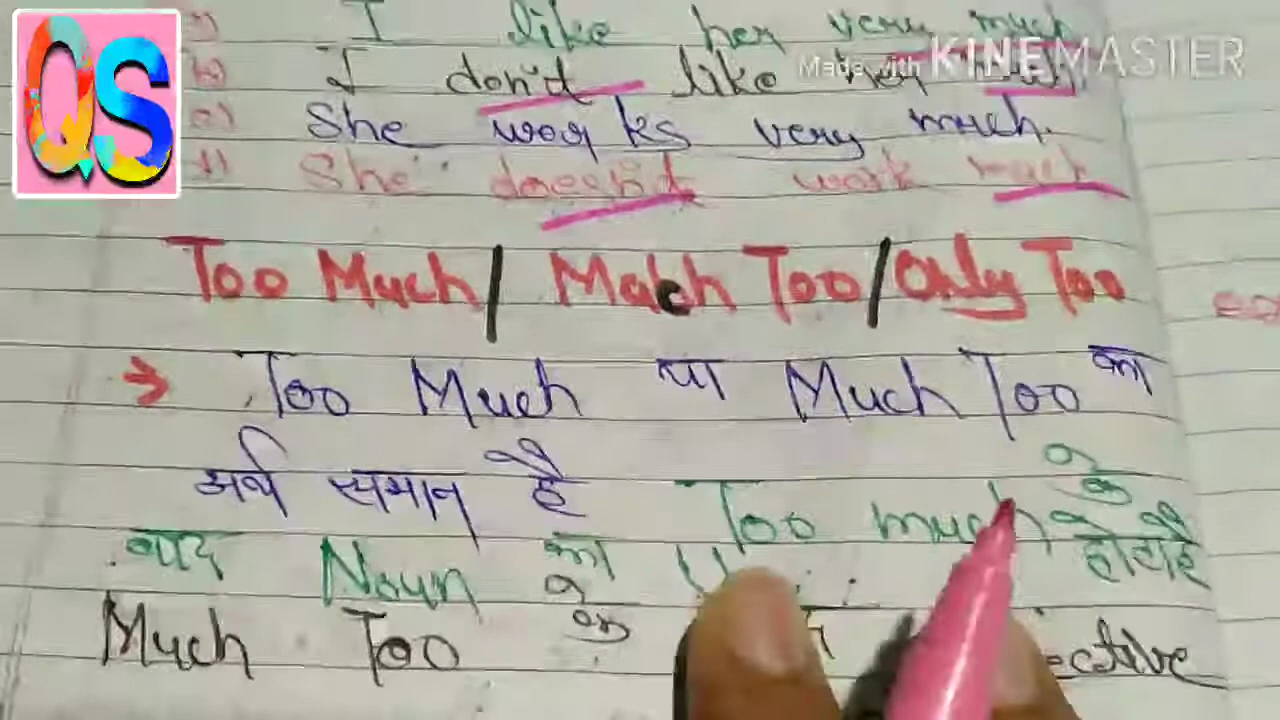 QS
Made with KINEMASTER
I like her very much
I don't like her
She works very much.
She doesn't work much
Too Much / Much Too / Only Too
→ Too Much या Much Too का
अर्थ समान है Too much के
बाद Noun का होता है
Much Too के